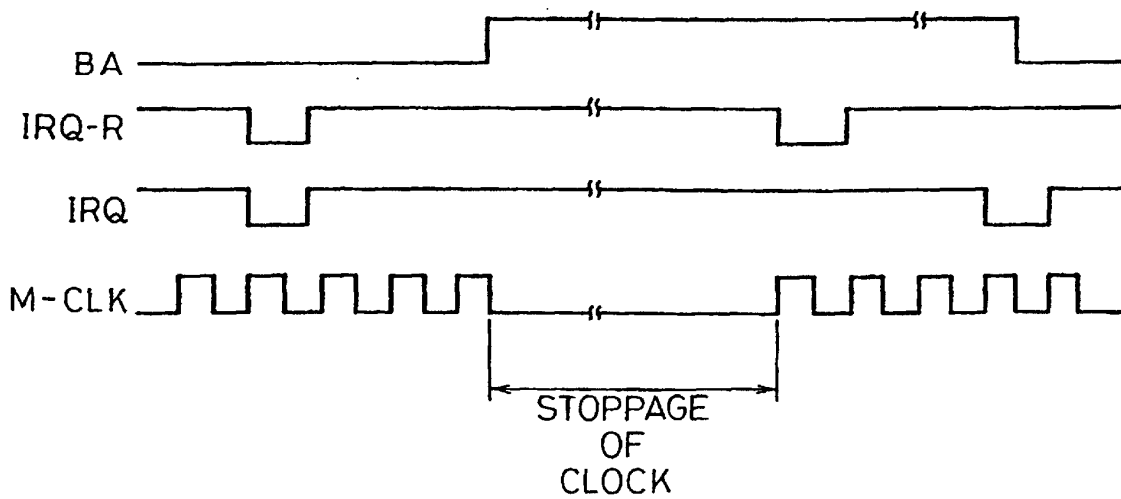 BA
IRQ-R
IRQ
M-CLK
STOPPAGE
OF
CLOCK